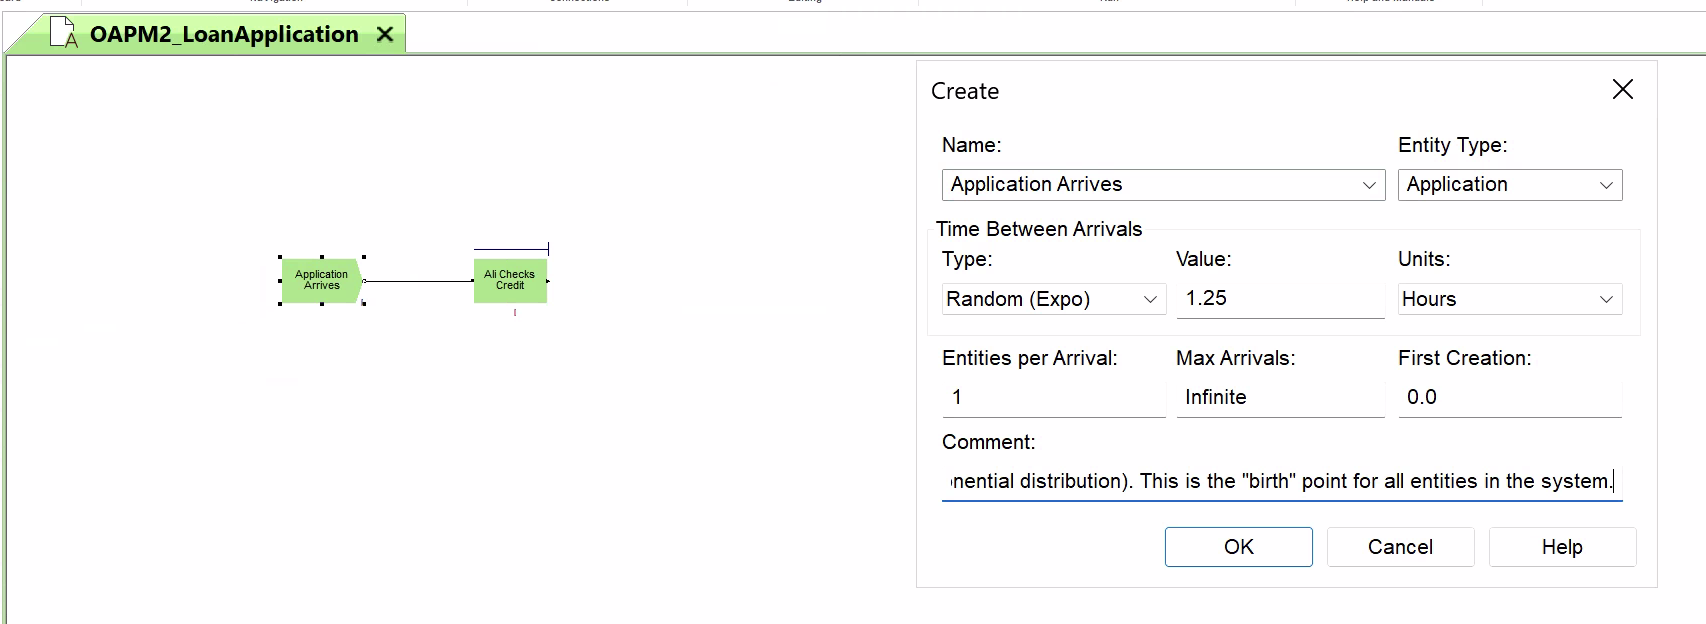 OAPM2_LoanApplication
Create
Name:
Entity Type:
Application Arrives
Application
Time Between Arrivals
Type:
Value:
Units:
Random (Expo)
1.25
Hours
Application
Arrives
Ali Checks
Credit
Entities per Arrival:
Max Arrivals:
First Creation:
1
Infinite
0.0
Comment:
nential distribution). This is the "birth" point for all entities in the system.
OK
Cancel
Help